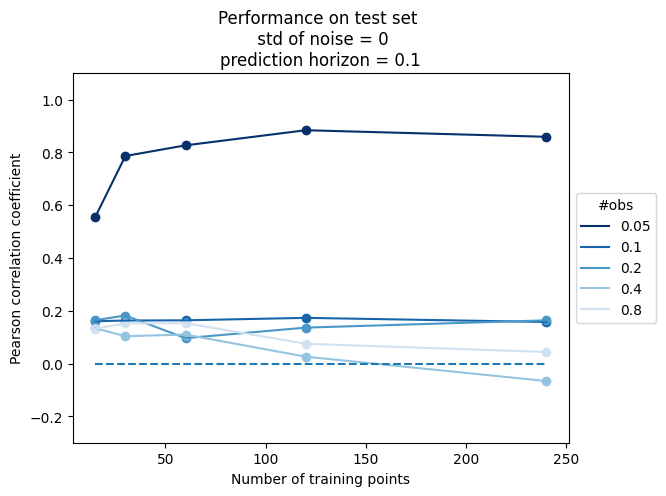 Performance on test set
std of noise = 0
prediction horizon = 0.1
Pearson correlation coefficient
1.0
0.8
0.6
0.4
0.2
0.0
−0.2
50
100
150
200
250
Number of training points
#obs
0.05
0.1
0.2
0.4
0.8